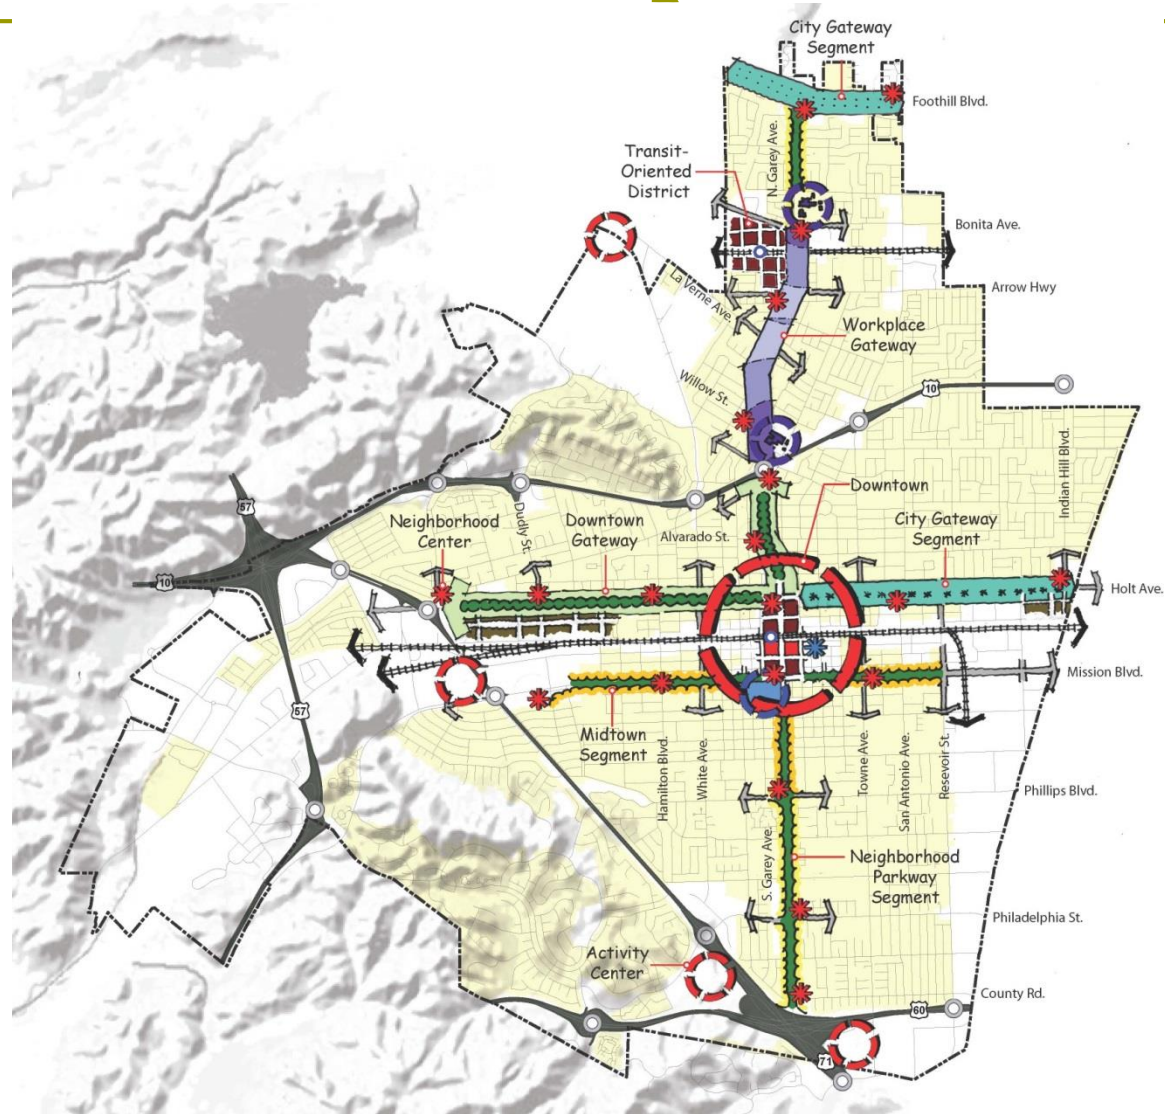 City Gateway
Segment
Foothill Blvd.
N. Garey Ave.
Transit-
Oriented
District
Bonita Ave.
La Verne Ave.
Arrow Hwy
Workplace
Gateway
Willow St.
10
Indian Hill Blvd.
Downtown
57
Dudly St.
Neighborhood
Center
Downtown
Gateway
Alvarado St.
City Gateway
Segment
10
Holt Ave.
Mission Blvd.
57
Midtown
Segment
Hamilton Blvd.
White Ave.
Towne Ave.
San Antonio Ave.
Resevoir St.
Phillips Blvd.
S. Garey Ave.
Neighborhood
Parkway
Segment
Philadelphia St.
Activity
Center
County Rd.
60
71